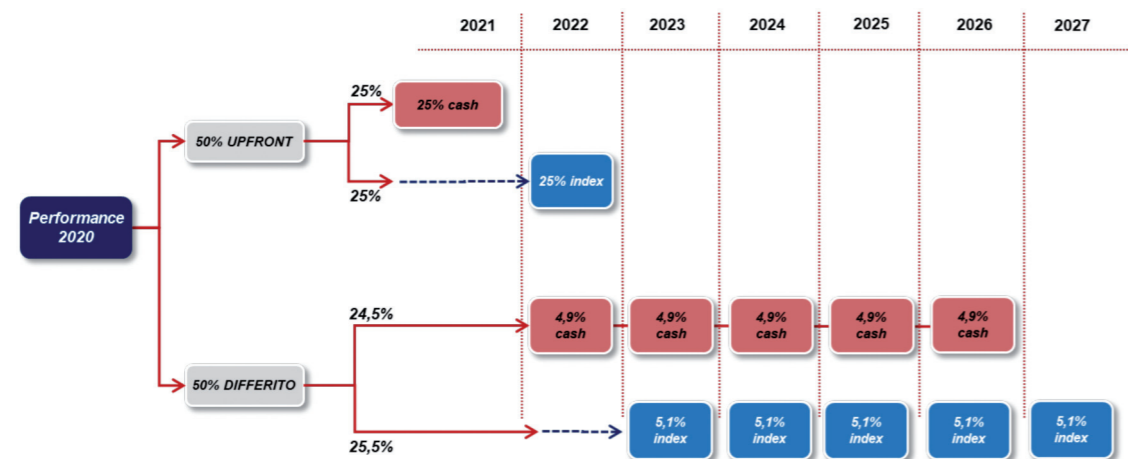 2021 2022 2023 2024 2025 2026 2027
25%
25% cash
50% UPFRONT
25%
25% index
Performance
2020
24,5%
4,9%
cash
4,9%
cash
4,9%
cash
4,9%
cash
4,9%
cash
50% DIFFERITO
25,5%
5,1%
index
5,1%
index
5,1%
index
5,1%
index
5,1%
index